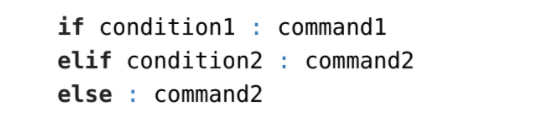 if condition1 : command1
elif condition2 : command2
else : command2